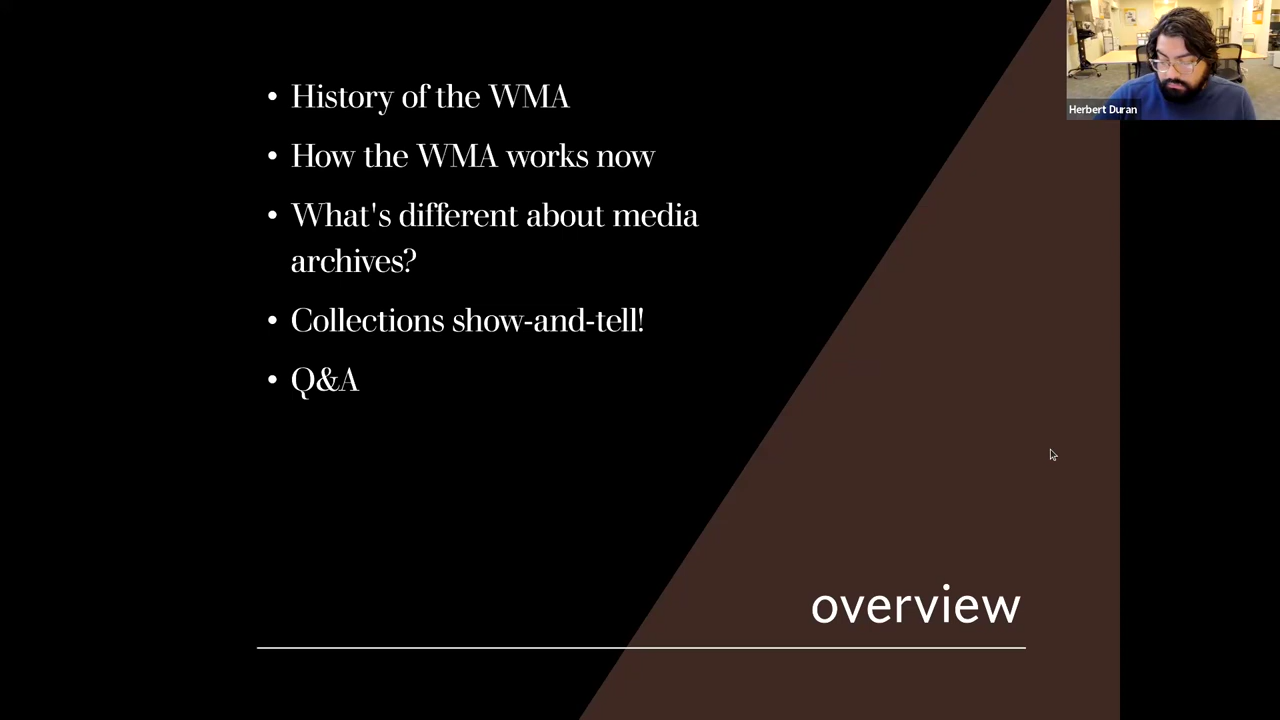 • History of the WMA
• How the WMA works now
• What's different about media
archives?
• Collections show-and-tell!
• Q&A
overview
Herbert Duran